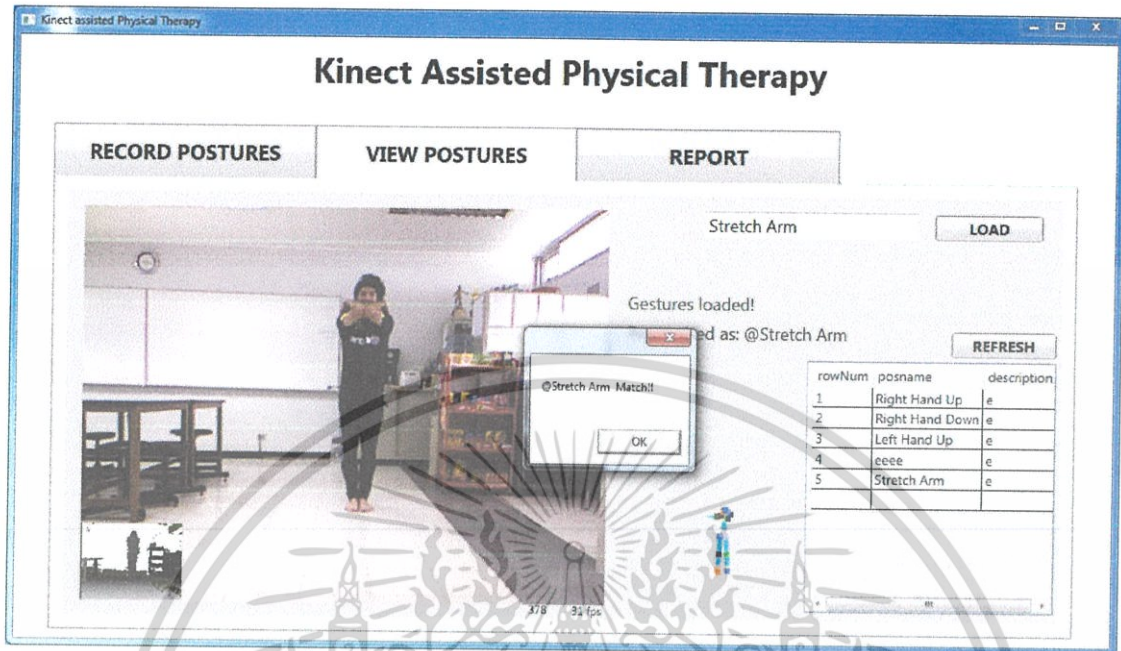 Kinect assisted Physical Therapy
Kinect Assisted Physical Therapy
RECORD POSTURES
VIEW POSTURES
REPORT
Stretch Arm
LOAD
Gestures loaded!
ed as: @Stretch Arm
REFRESH
@Stretch Arm Match!!
OK
rowNum posname description
1 Right Hand Up e
2 Right Hand Down e
3 Left Hand Up e
4 eeee e
5 Stretch Arm e
378 31 fps